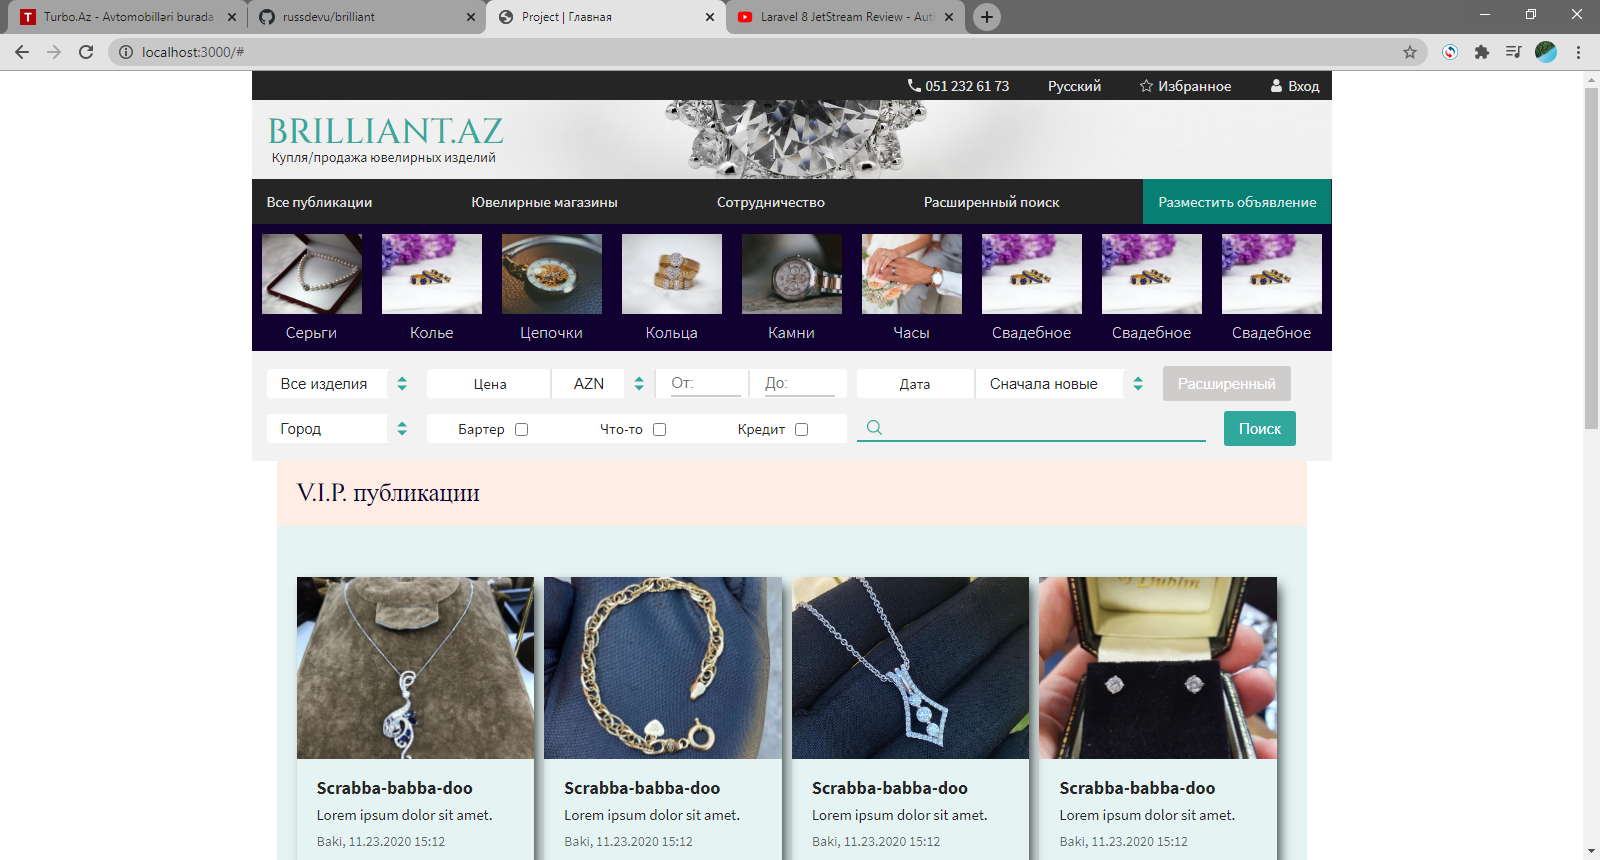 Turbo.Az - Avtomobilləri burada
russdevu/brilliant
Project | Главная
Laravel 8 JetStream Review - Aut
localhost:3000/#
051 232 61 73
Русский
Избранное
Вход
BRILLIANT.AZ
Купля/продажа ювелирных изделий
Все публикации
Ювелирные магазины
Сотрудничество
Расширенный поиск
Разместить объявление
Серьги
Колье
Цепочки
Кольца
Камни
Часы
Свадебное
Свадебное
Свадебное
Все изделия
Цена
AZN
От:
До:
Дата
Сначала новые
Расширенный
Город
Бартер
Что-то
Кредит
Поиск
V.I.P. публикации
Scrabba-babba-doo
Lorem ipsum dolor sit amet.
Baki, 11.23.2020 15:12
Scrabba-babba-doo
Lorem ipsum dolor sit amet.
Baki, 11.23.2020 15:12
Scrabba-babba-doo
Lorem ipsum dolor sit amet.
Baki, 11.23.2020 15:12
Dublin
Scrabba-babba-doo
Lorem ipsum dolor sit amet.
Baki, 11.23.2020 15:12